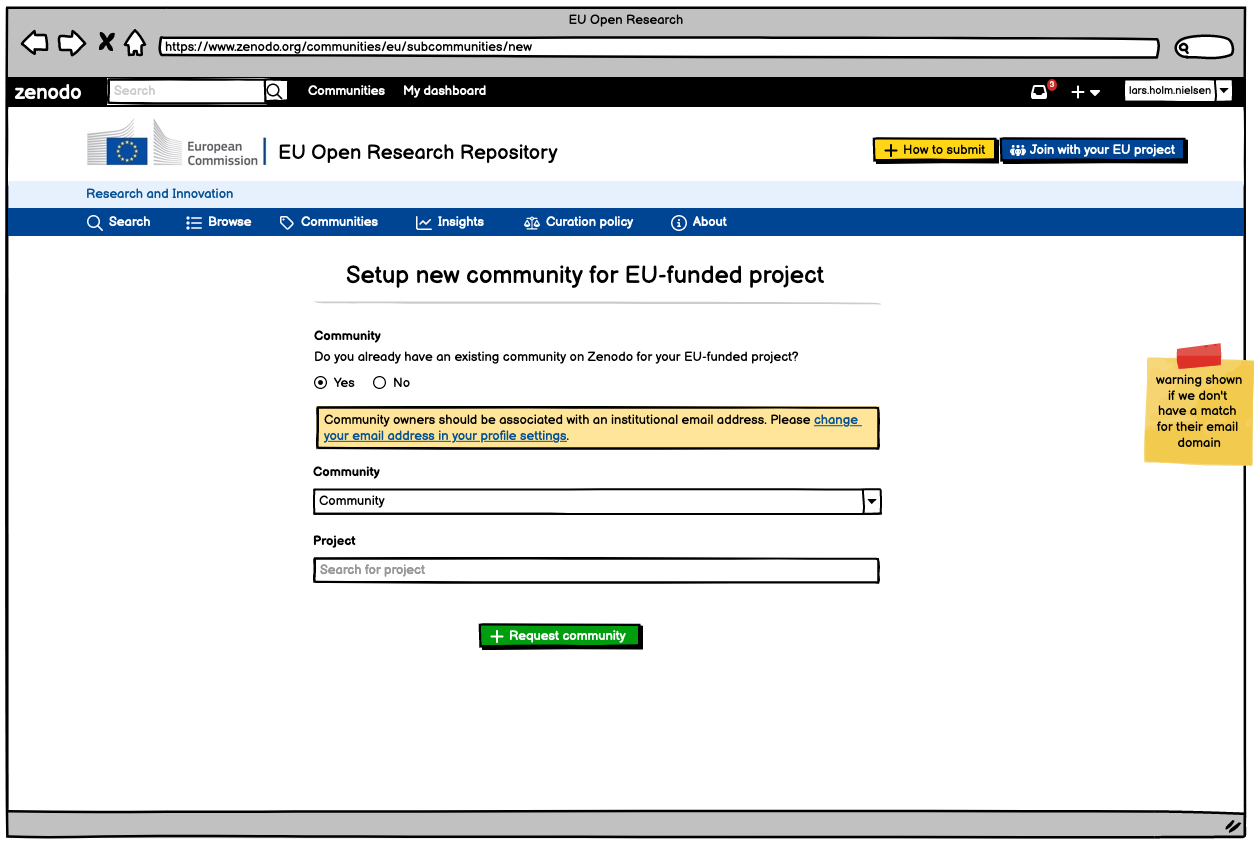 EU Open Research
https://www.zenodo.org/communities/eu/subcommunities/new
zenodo Search Communities My dashboard 3 lars.holm.nielsen
European
Commission
EU Open Research Repository
How to submit Join with your EU project
Research and Innovation
Search Browse Communities Insights Curation policy About
Setup new community for EU-funded project
Community
Do you already have an existing community on Zenodo for your EU-funded project?
Yes No
Community owners should be associated with an institutional email address. Please change
your email address in your profile settings.
Community
Community
Project
Search for project
Request community
warning shown
if we don't
have a match
for their email
domain